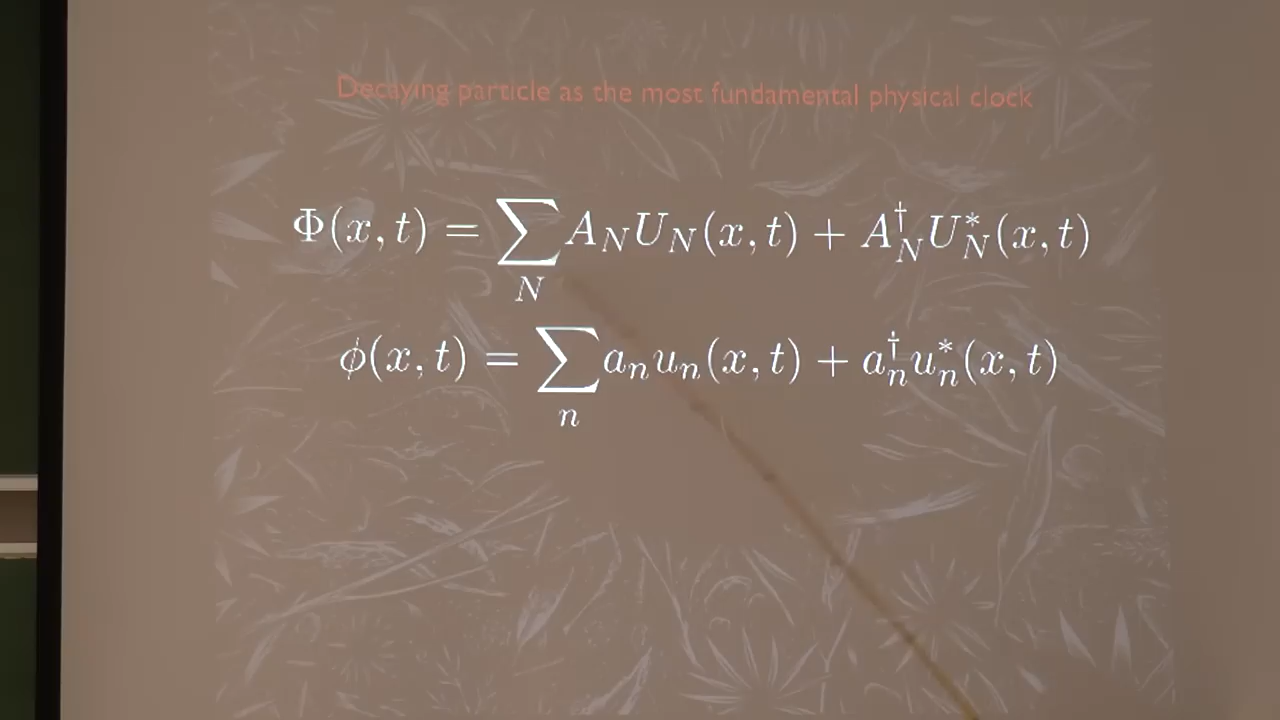 Decaying particle as the most fundamental physical clock
Φ(x, t) = ∑_N A_N U_N(x, t) + A_N^† U_N^*(x, t)
ϕ(x, t) = ∑_n a_n u_n(x, t) + a_n^† u_n^*(x, t)